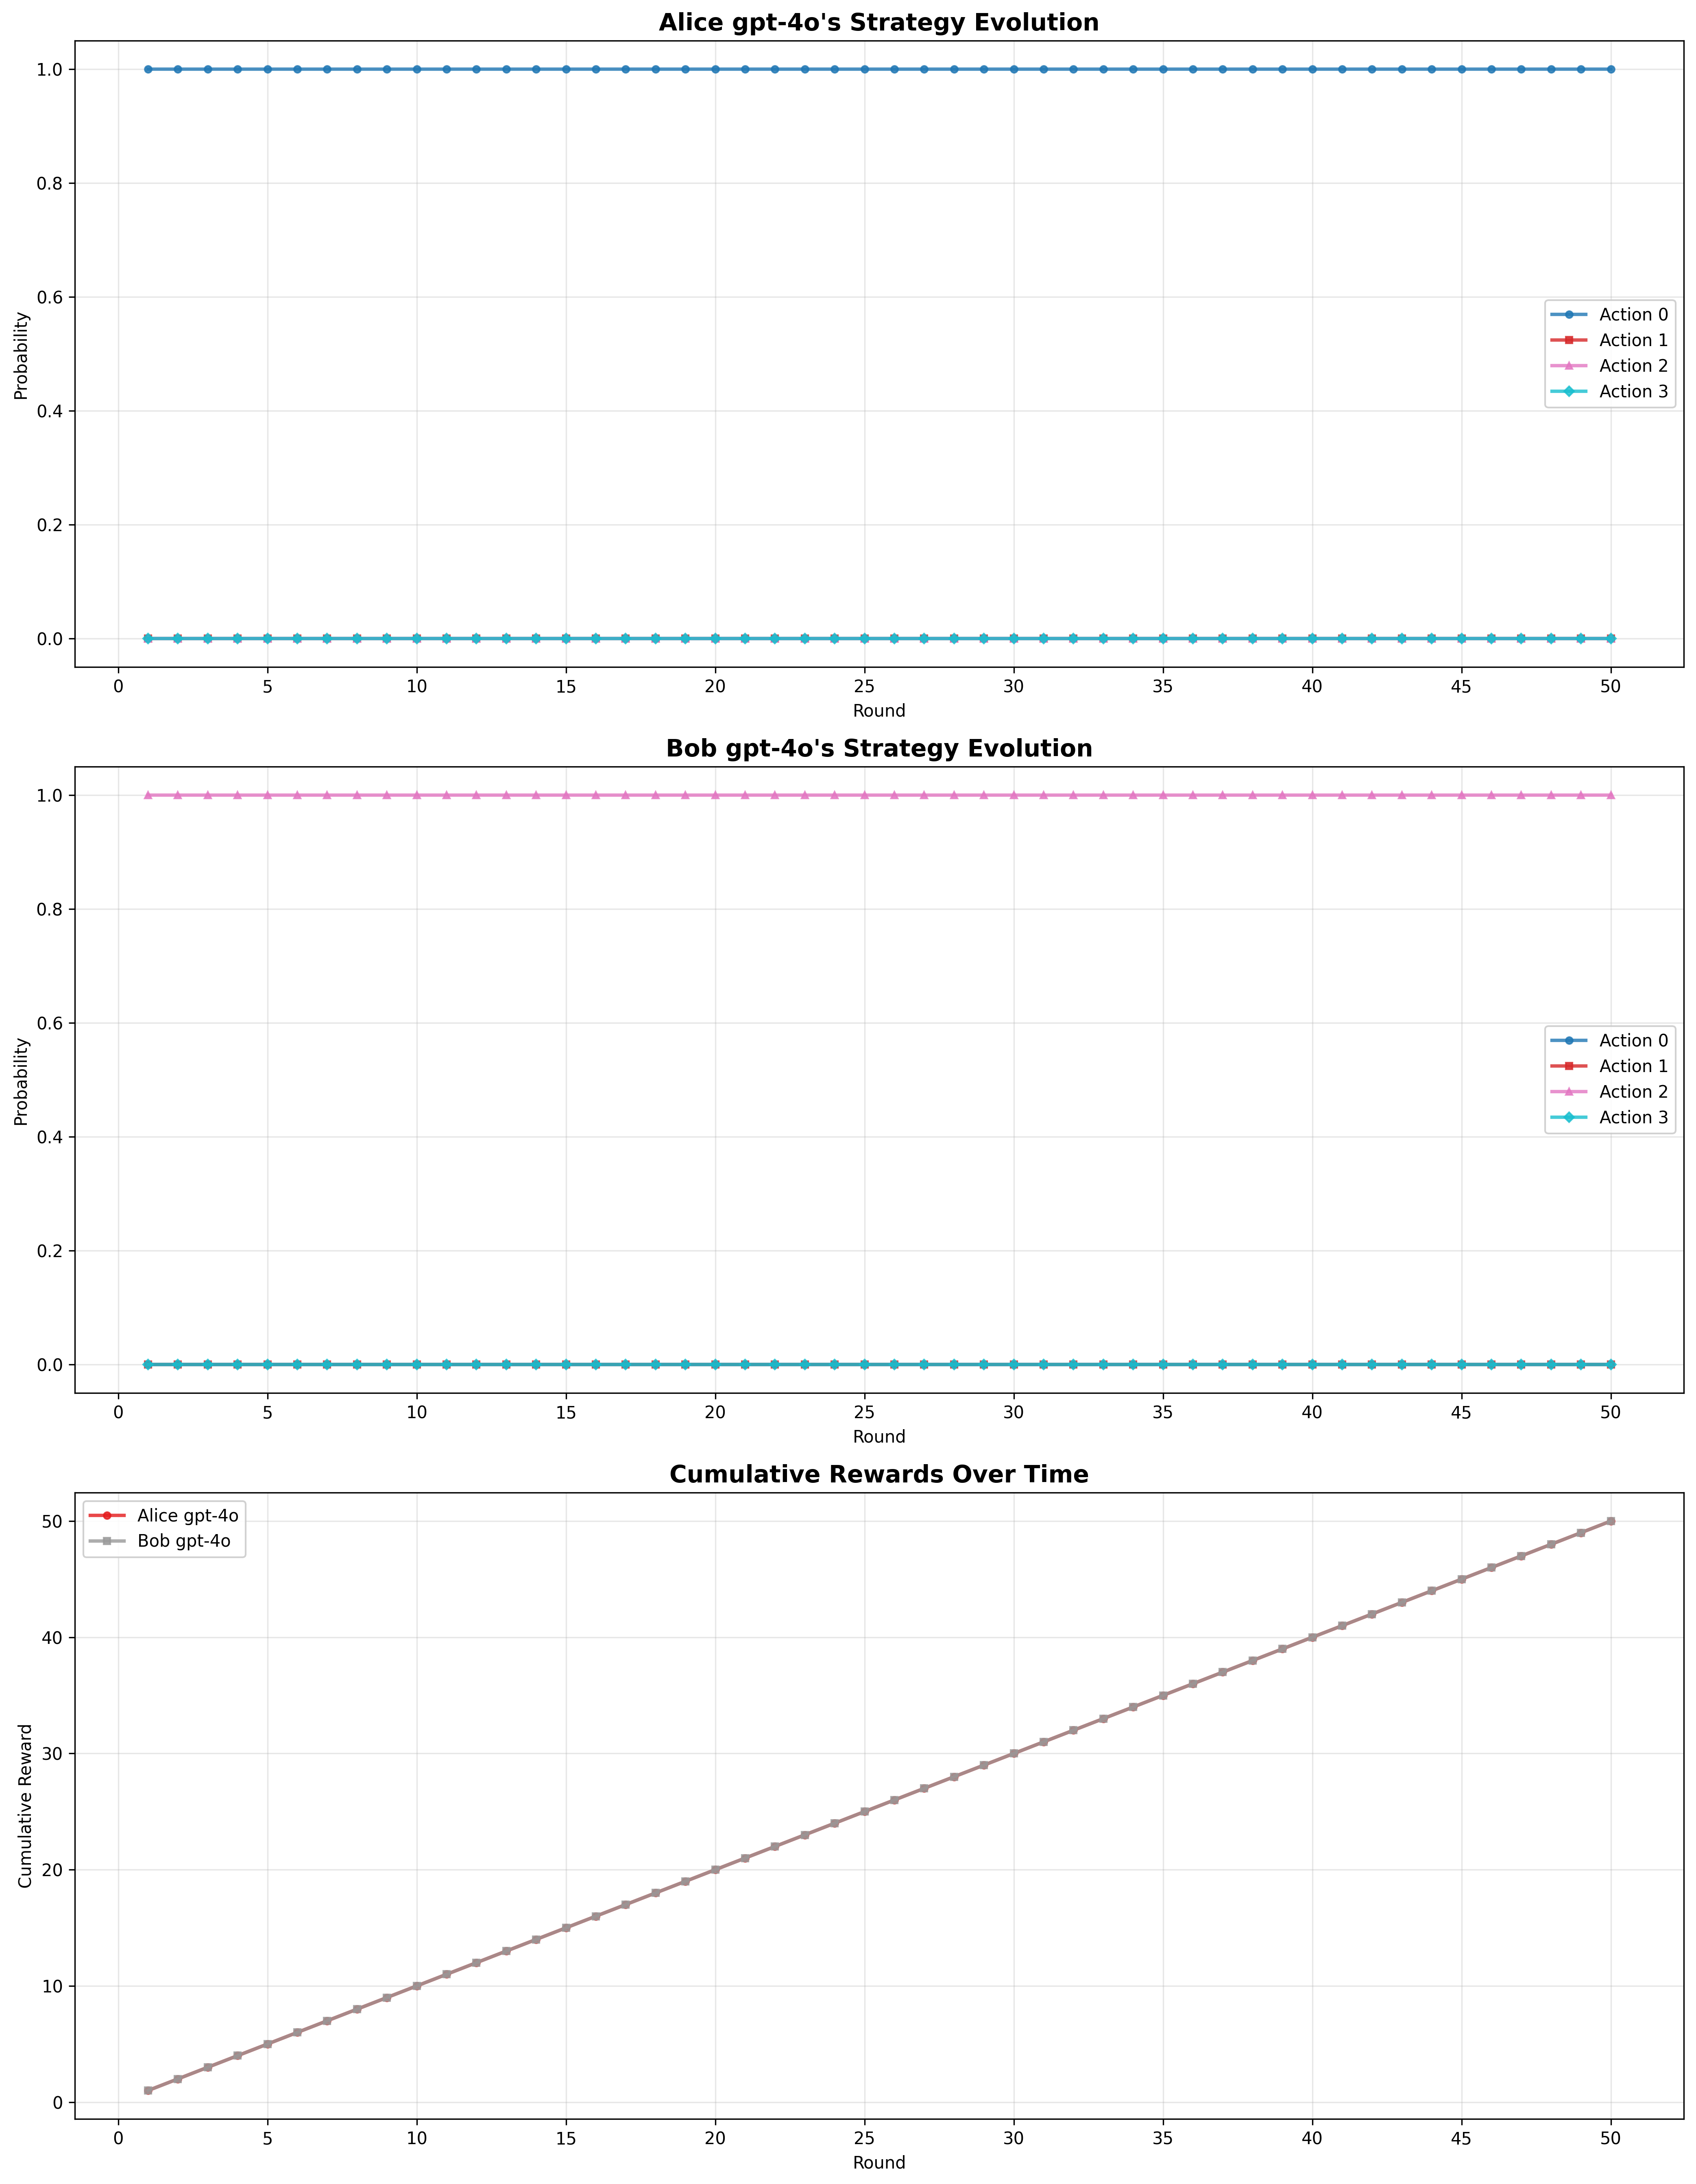 Alice gpt-4o's Strategy Evolution
1.0
0.8
0.6
0.4
0.2
0.0
Probability
Action 0
Action 1
Action 2
Action 3
0 5 10 15 20 25 30 35 40 45 50
Round
Bob gpt-4o's Strategy Evolution
1.0
0.8
0.6
0.4
0.2
0.0
Probability
Action 0
Action 1
Action 2
Action 3
0 5 10 15 20 25 30 35 40 45 50
Round
Cumulative Rewards Over Time
Alice gpt-4o
Bob gpt-4o
50
40
30
20
10
0
Cumulative Reward
0 5 10 15 20 25 30 35 40 45 50
Round